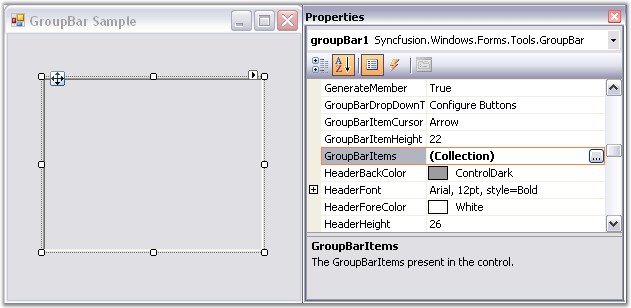 GroupBar Sample
Properties
groupBar1 Syncfusion.Windows.Forms.Tools.GroupBar
GenerateMember True
GroupBarDropDownT Configure Buttons
GroupBarItemCursor Arrow
GroupBarItemHeight 22
GroupBarItems (Collection) ...
HeaderBackColor ControlDark
HeaderFont Arial, 12pt, style=Bold
HeaderForeColor White
HeaderHeight 26
GroupBarItems
The GroupBarItems present in the control.